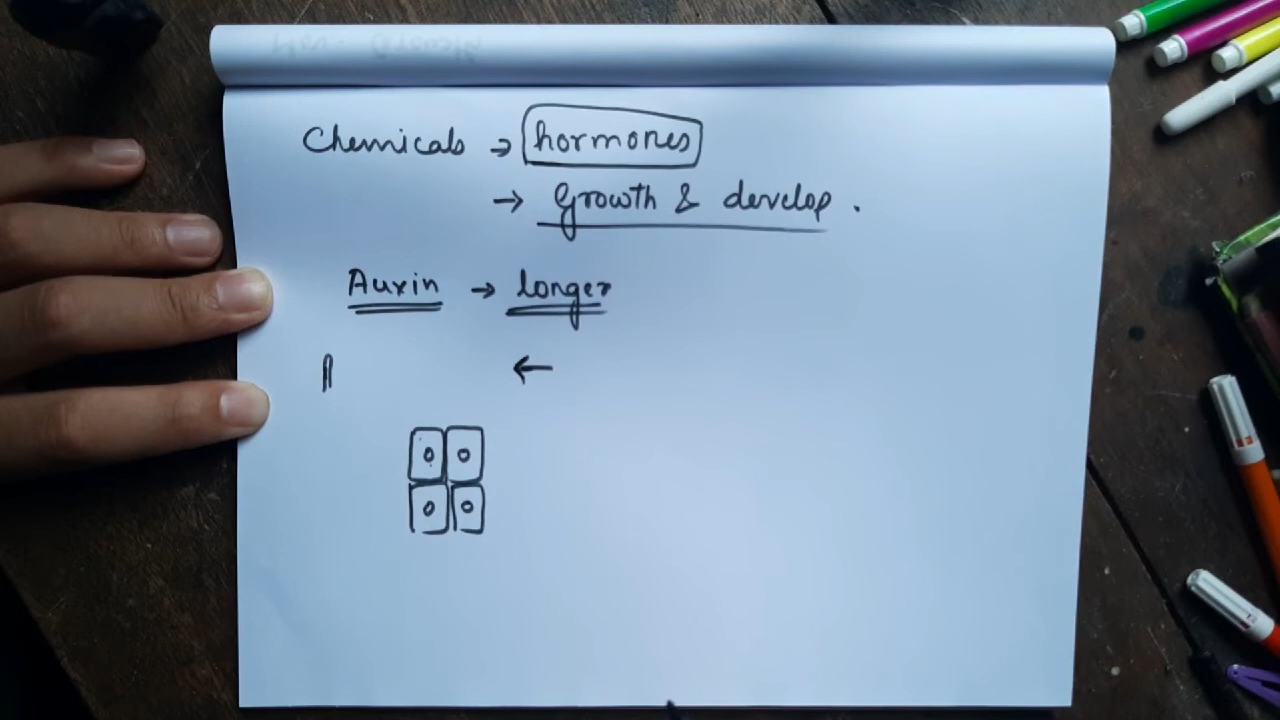 Chemicals → hormones
→ Growth & develop.
Auxin → longer
←